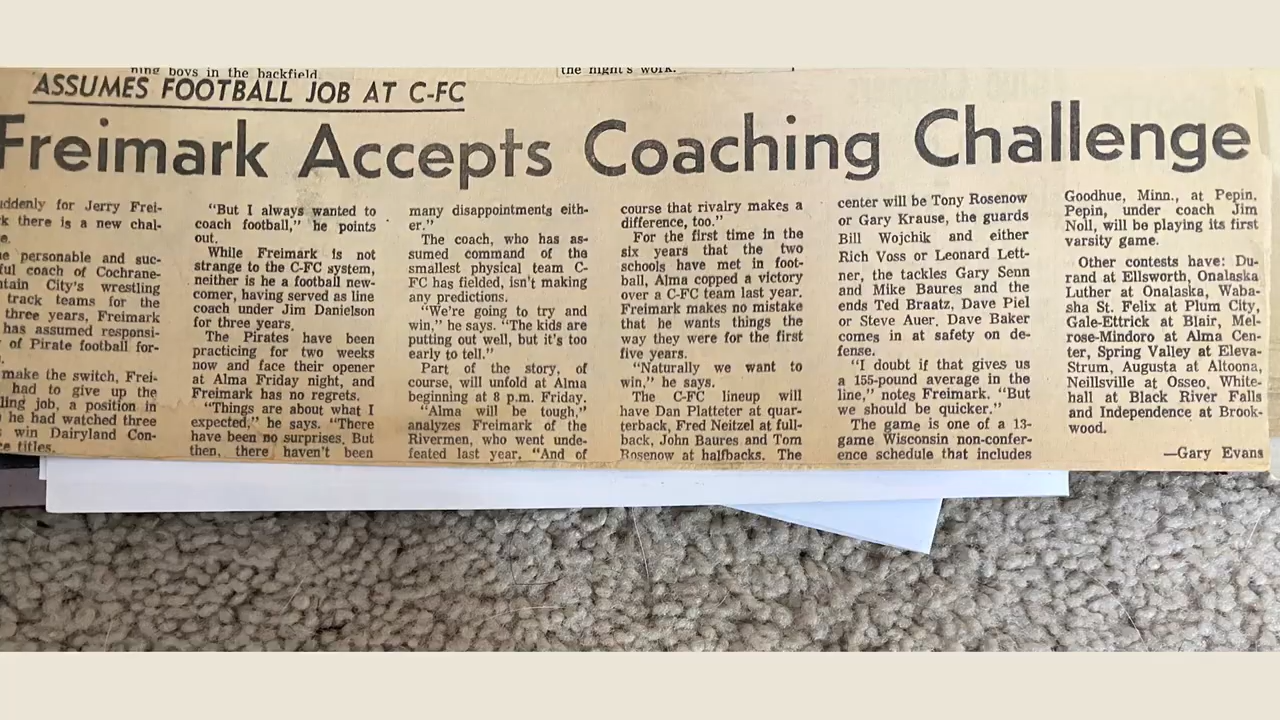 ning boys in the backfield.
the night's work.
ASSUMES FOOTBALL JOB AT C-FC
Freimark Accepts Coaching Challenge
uddenly for Jerry Frei-
k there is a new chal-
e.
e personable and suc-
ful coach of Cochrane-
ntain City's wrestling
track teams for the
three years, Freimark
has assumed responsi-
of Pirate football for-
make the switch, Frei-
had to give up the
ling job, a position in
he had watched three
win Dairyland Con-
e titles.
"But I always wanted to
coach football," he points
out.
While Freimark is not
strange to the C-FC system,
neither is he a football new-
comer, having served as line
coach under Jim Danielson
for three years.
The Pirates have been
practicing for two weeks
now and face their opener
at Alma Friday night, and
Freimark has no regrets.
"Things are about what I
expected," he says. "There
have been no surprises. But
then, there haven't been
many disappointments eith-
er."
The coach, who has as-
sumed command of the
smallest physical team C-
FC has fielded, isn't making
any predictions.
"We're going to try and
win," he says. "The kids are
putting out well, but it's too
early to tell."
Part of the story, of
course, will unfold at Alma
beginning at 8 p.m. Friday.
"Alma will be tough,"
analyzes Freimark of the
Rivermen, who went unde-
feated last year. "And of
course that rivalry makes a
difference, too."
For the first time in the
six years that the two
schools have met in foot-
ball, Alma copped a victory
over a C-FC team last year.
Freimark makes no mistake
that he wants things the
way they were for the first
five years.
"Naturally we want to
win," he says.
The C-FC lineup will
have Dan Platteter at quar-
terback, Fred Neitzel at full-
back, John Baures and Tom
Rosenow at halfbacks. The
center will be Tony Rosenow
or Gary Krause, the guards
Bill Wojchik and either
Rich Voss or Leonard Lett-
ner, the tackles Gary Senn
and Mike Baures and the
ends Ted Braatz, Dave Piel
or Steve Auer. Dave Baker
comes in at safety on de-
fense.
"I doubt if that gives us
a 155-pound average in the
line," notes Freimark. "But
we should be quicker."
The game is one of a 13-
game Wisconsin non-confer-
ence schedule that includes
Goodhue, Minn., at Pepin.
Pepin, under coach Jim
Noll, will be playing its first
varsity game.
Other contests have: Du-
rand at Ellsworth, Onalaska
Luther at Onalaska, Waba-
sha St. Felix at Plum City,
Gale-Ettrick at Blair, Mel-
rose-Mindoro at Alma Cen-
ter, Spring Valley at Eleva-
Strum, Augusta at Altoona,
Neillsville at Osseo, White-
hall at Black River Falls
and Independence at Brook-
wood.
—Gary Evans